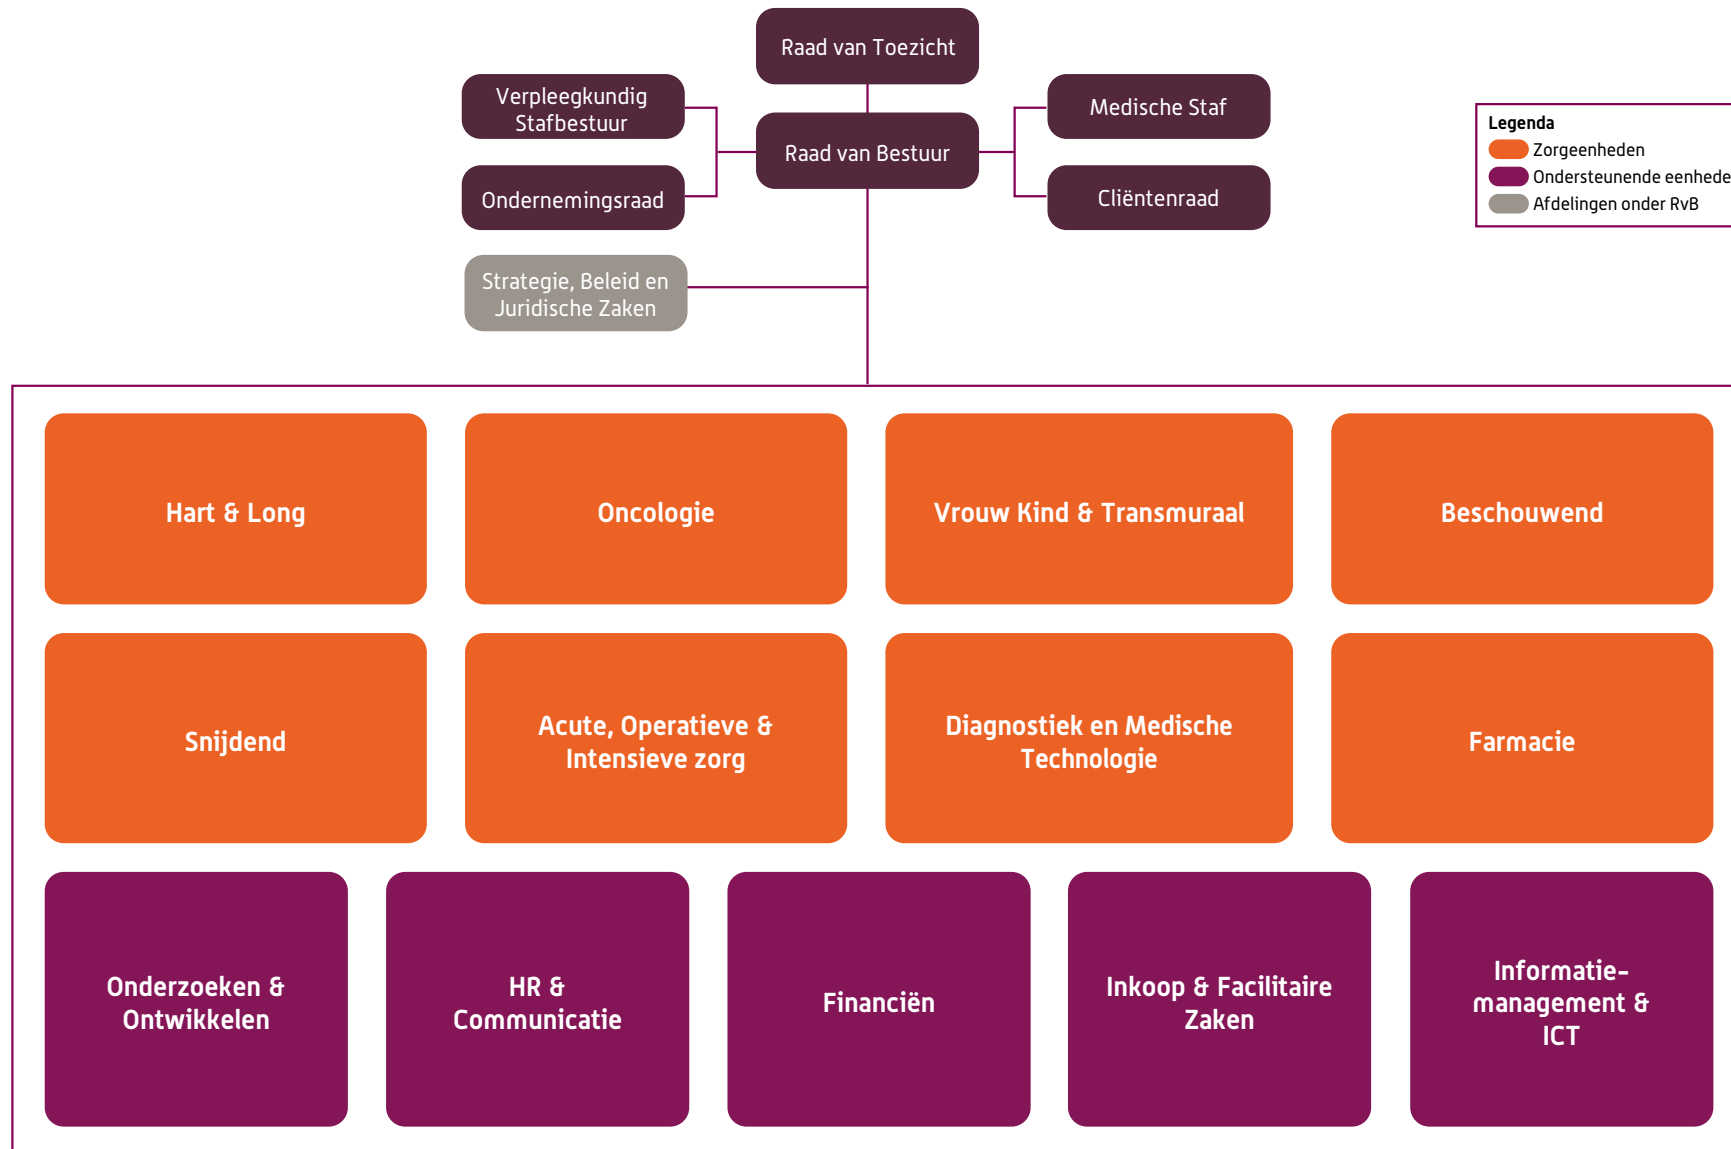 Raad van Toezicht
Verpleegkundig
Stafbestuur
Raad van Bestuur
Medische Staf
Ondernemingsraad
Cliëntenraad
Legenda
Zorgeenheden
Ondersteunende eenhede
Afdelingen onder RvB
Strategie, Beleid en
Juridische Zaken
Hart & Long
Oncologie
Vrouw Kind & Transmuraal
Beschouwend
Snijdend
Acute, Operatieve &
Intensieve zorg
Diagnostiek en Medische
Technologie
Farmacie
Onderzoeken &
Ontwikkelen
HR &
Communicatie
Financiën
Inkoop & Facilitaire
Zaken
Informatie-
management &
ICT